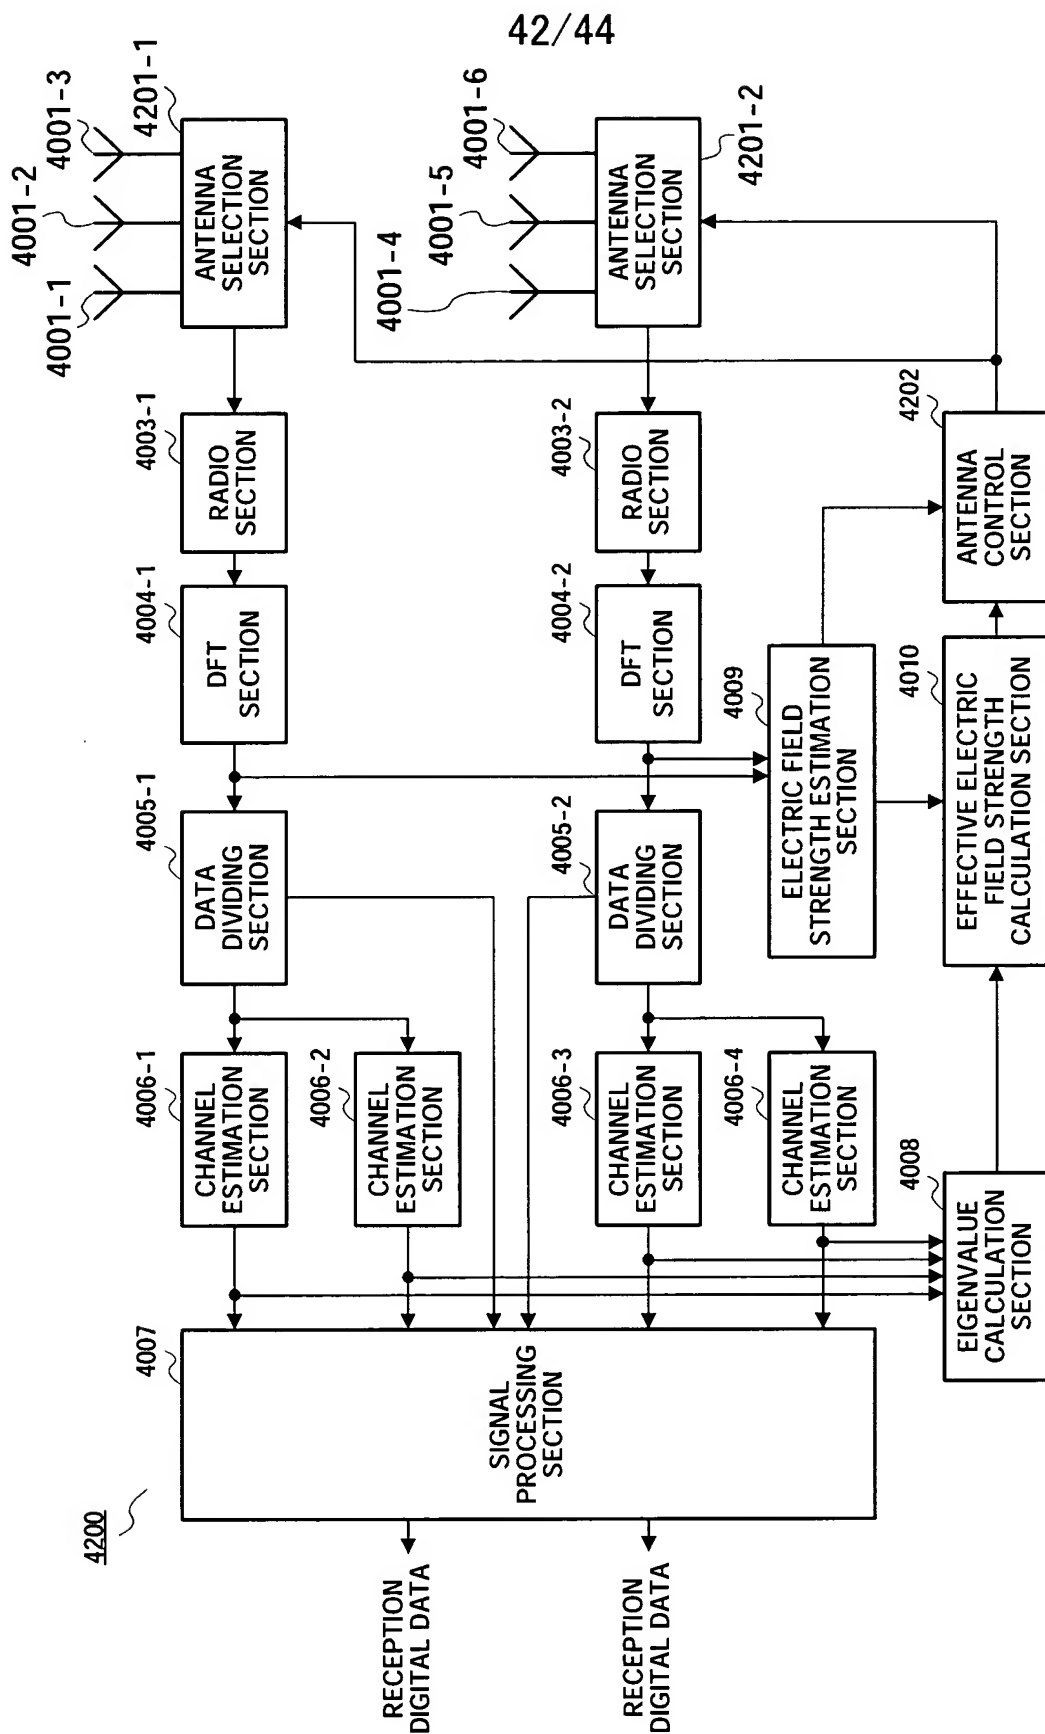 42/44
4200
4007
SIGNAL
PROCESSING
SECTION
RECEPTION
DIGITAL DATA
RECEPTION
DIGITAL DATA
4006-1
CHANNEL
ESTIMATION
SECTION
4006-2
CHANNEL
ESTIMATION
SECTION
4006-3
CHANNEL
ESTIMATION
SECTION
4006-4
CHANNEL
ESTIMATION
SECTION
4008
EIGENVALUE
CALCULATION
SECTION
4005-1
DATA
DIVIDING
SECTION
4005-2
DATA
DIVIDING
SECTION
4004-1
DFT
SECTION
4004-2
DFT
SECTION
4009
ELECTRIC FIELD
STRENGTH ESTIMATION
SECTION
4010
EFFECTIVE ELECTRIC
FIELD STRENGTH
CALCULATION SECTION
4003-1
RADIO
SECTION
4003-2
RADIO
SECTION
4202
ANTENNA
CONTROL
SECTION
4001-1
4001-2
4001-3
4201-1
ANTENNA
SELECTION
SECTION
4001-4
4001-5
4001-6
ANTENNA
SELECTION
SECTION
4201-2